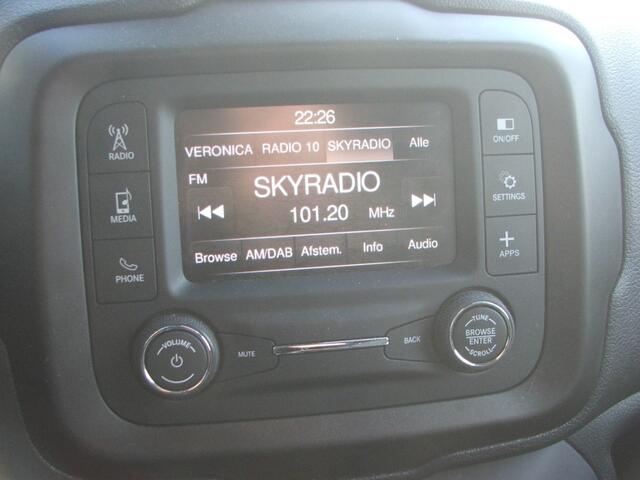 22:26
VERONICA RADIO 10 SKYRADIO Alle
FM
SKYRADIO
101.20 MHz
Browse AM/DAB Afstem. Info Audio
RADIO
MEDIA
PHONE
ON/OFF
SETTINGS
APPS
VOLUME
MUTE
BACK
TUNE
BROWSE
ENTER
SCROLL